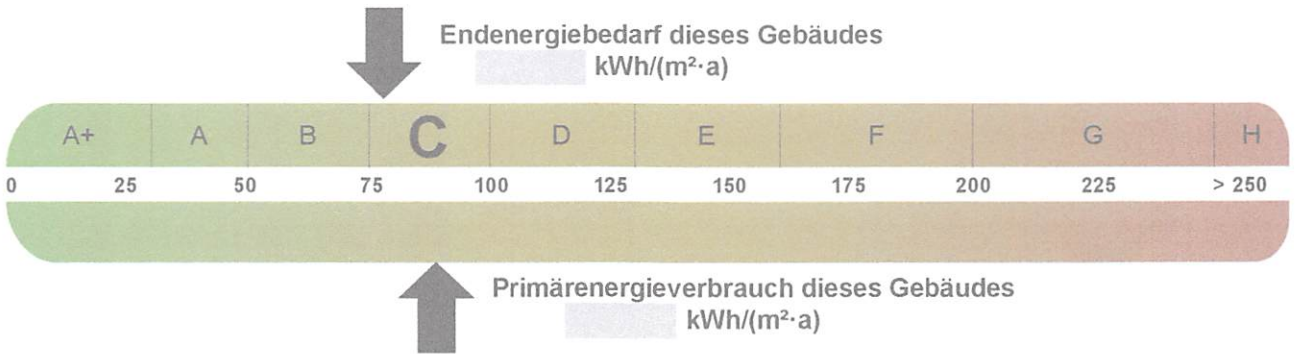 Endenergiebedarf dieses Gebäudes
kWh/(m²·a)
A+ A B C D E F G H
0 25 50 75 100 125 150 175 200 225 > 250
Primärenergieverbrauch dieses Gebäudes
kWh/(m²·a)